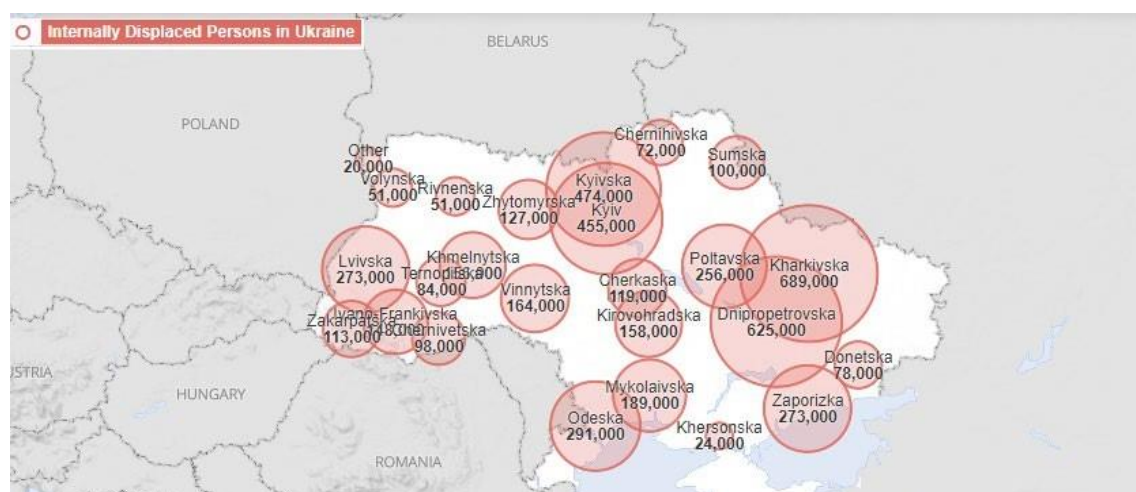 Internally Displaced Persons in Ukraine
BELARUS
POLAND
Chernihivska
72,000
Other
20,000
Sumska
100,000
Volynska
51,000
Rivnenska
51,000
Kyivska
474,000
Zhytomyrska
127,000
Kyiv
455,000
Lvivska
273,000
Khmelnytska
Ternopilska
84,000
Poltavska
256,000
Kharkivska
689,000
Vinnytska
164,000
Cherkaska
119,000
Kirovohradska
158,000
Dnipropetrovska
625,000
Ivano-Frankivska
Zakarpatska
113,000
Chernivetska
98,000
Donetska
78,000
HUNGARY
Mykolaivska
189,000
Zaporizka
273,000
Odeska
291,000
Khersonska
24,000
ROMANIA